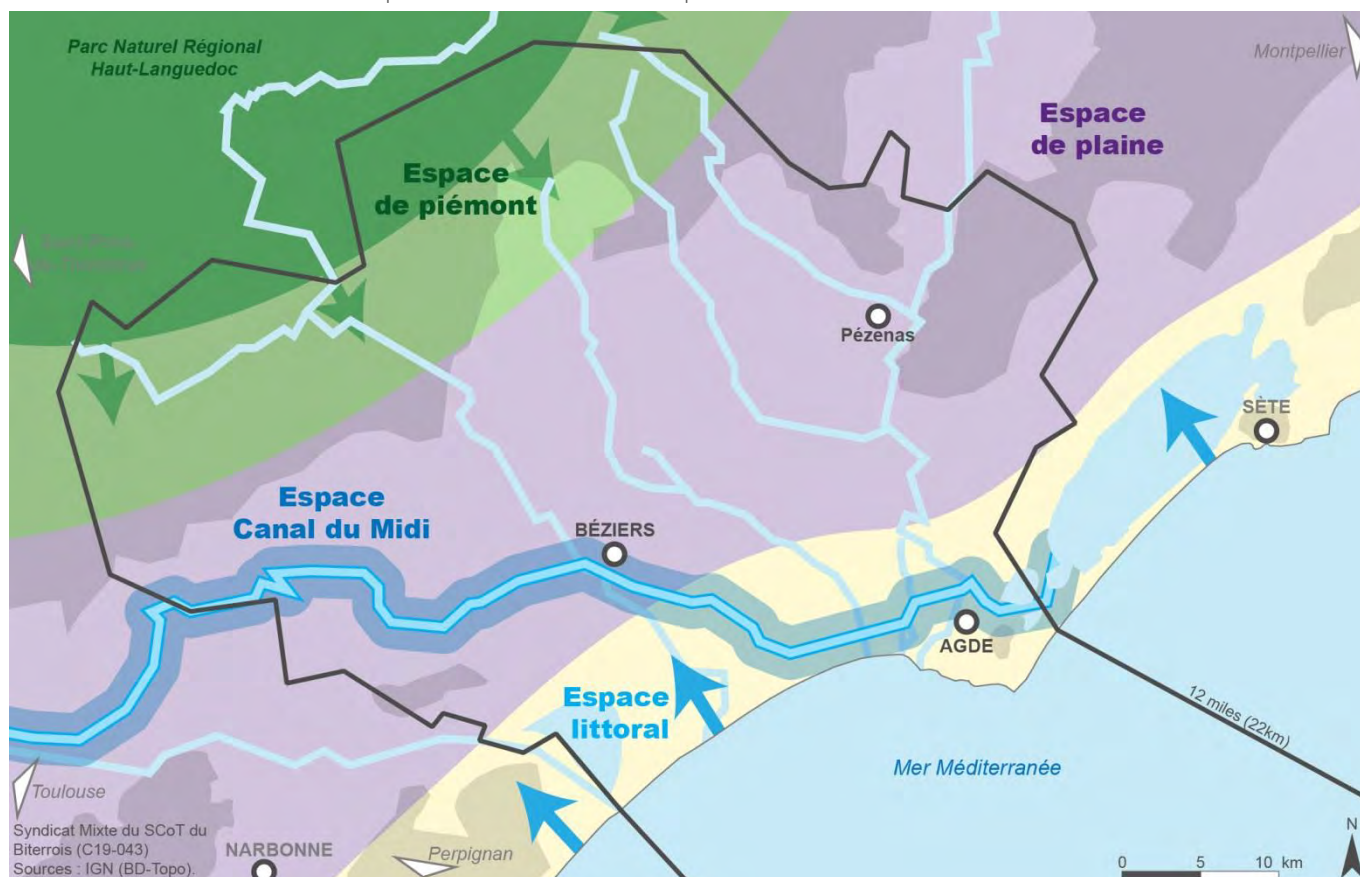 Parc Naturel Régional
Haut-Languedoc
Montpellier
Espace
de plaine
Espace
de piémont
Pézenas
SÈTE
Espace
Canal du Midi
BÉZIERS
AGDE
Espace
littoral
12 miles (22km)
Mer Méditerranée
Toulouse
Syndicat Mixte du SCoT du
Biterrois (C19-043)
Sources : IGN (BD-Topo).
NARBONNE
Perpignan
N
0 5 10 km